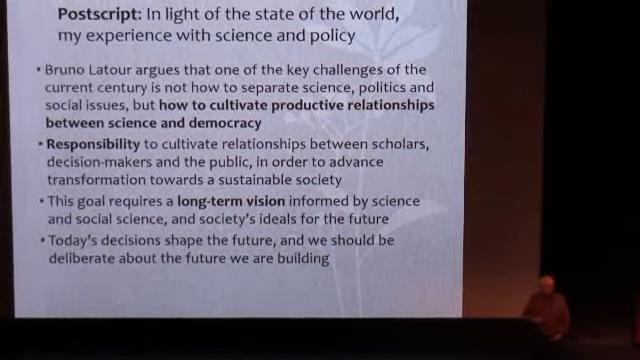 Postscript: In light of the state of the world,
my experience with science and policy
• Bruno Latour argues that one of the key challenges of the
current century is not how to separate science, politics and
social issues, but how to cultivate productive relationships
between science and democracy
• Responsibility to cultivate relationships between scholars,
decision-makers and the public, in order to advance
transformation towards a sustainable society
• This goal requires a long-term vision informed by science
and social science, and society's ideals for the future
• Today's decisions shape the future, and we should be
deliberate about the future we are building